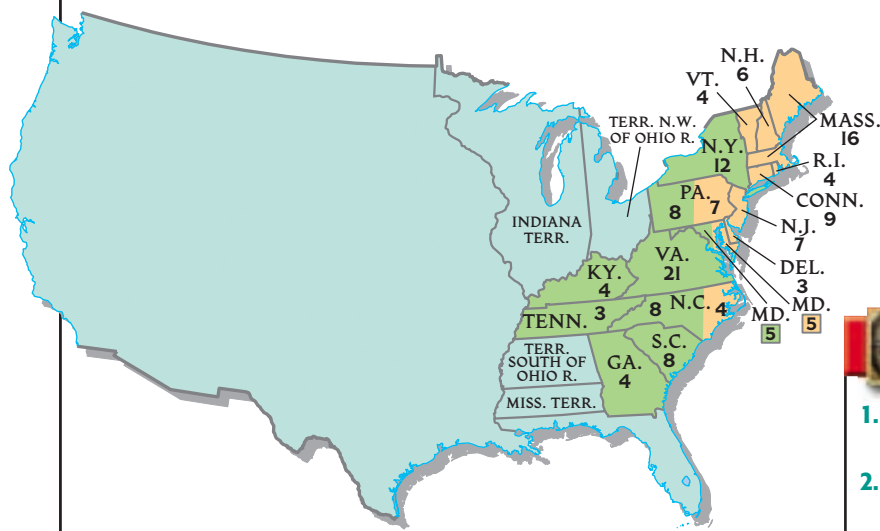 N.H.
6
VT.
4
MASS.
16
TERR. N.W.
OF OHIO R.
N.Y.
12
R.I.
4
CONN.
9
PA.
8
7
N.J.
7
INDIANA
TERR.
DEL.
3
VA.
21
KY.
4
MD.
5
MD.
5
TENN.
3
8
N.C.
4
TERR.
SOUTH OF
OHIO R.
S.C.
8
GA.
4
MISS. TERR.
1.
2.